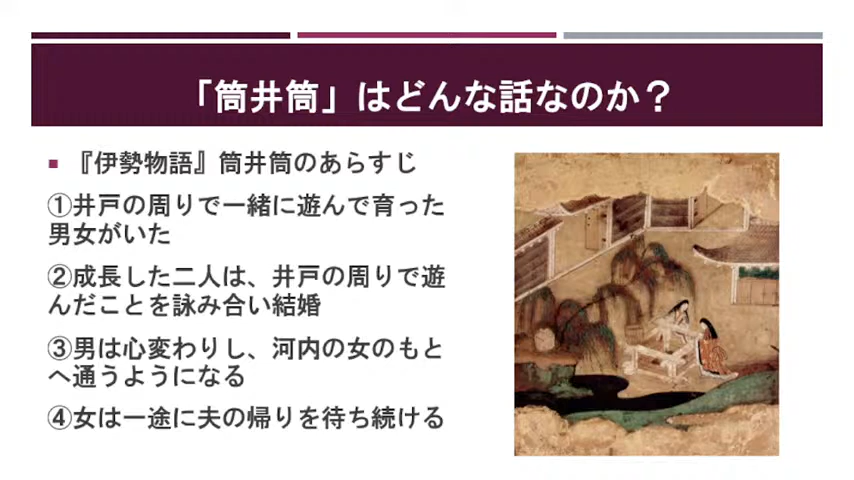 「筒井筒」はどんな話なのか？
『伊勢物語』筒井筒のあらすじ
①井戸の周りで一緒に遊んで育った
男女がいた
②成長した二人は、井戸の周りで遊
んだことを詠み合い結婚
③男は心変わりし、河内の女のもと
へ通うようになる
④女は一途に夫の帰りを待ち続ける